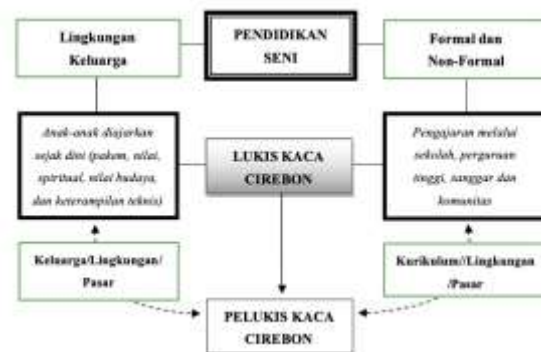 Lingkungan
Keluarga
PENDIDIKAN
SENI
Formal dan
Non-Formal
Anak-anak diajarkan
sejak dini (pakem, nilai,
spiritual, nilai budaya,
dan keterampilan teknis)
LUKIS KACA
CIREBON
Pengajaran melalui
sekolah, perguruan
tinggi, sanggar dan
komunitas
Keluarga/Lingkungan/
Pasar
Kurikulum//Lingkungan
/Pasar
PELUKIS KACA
CIREBON